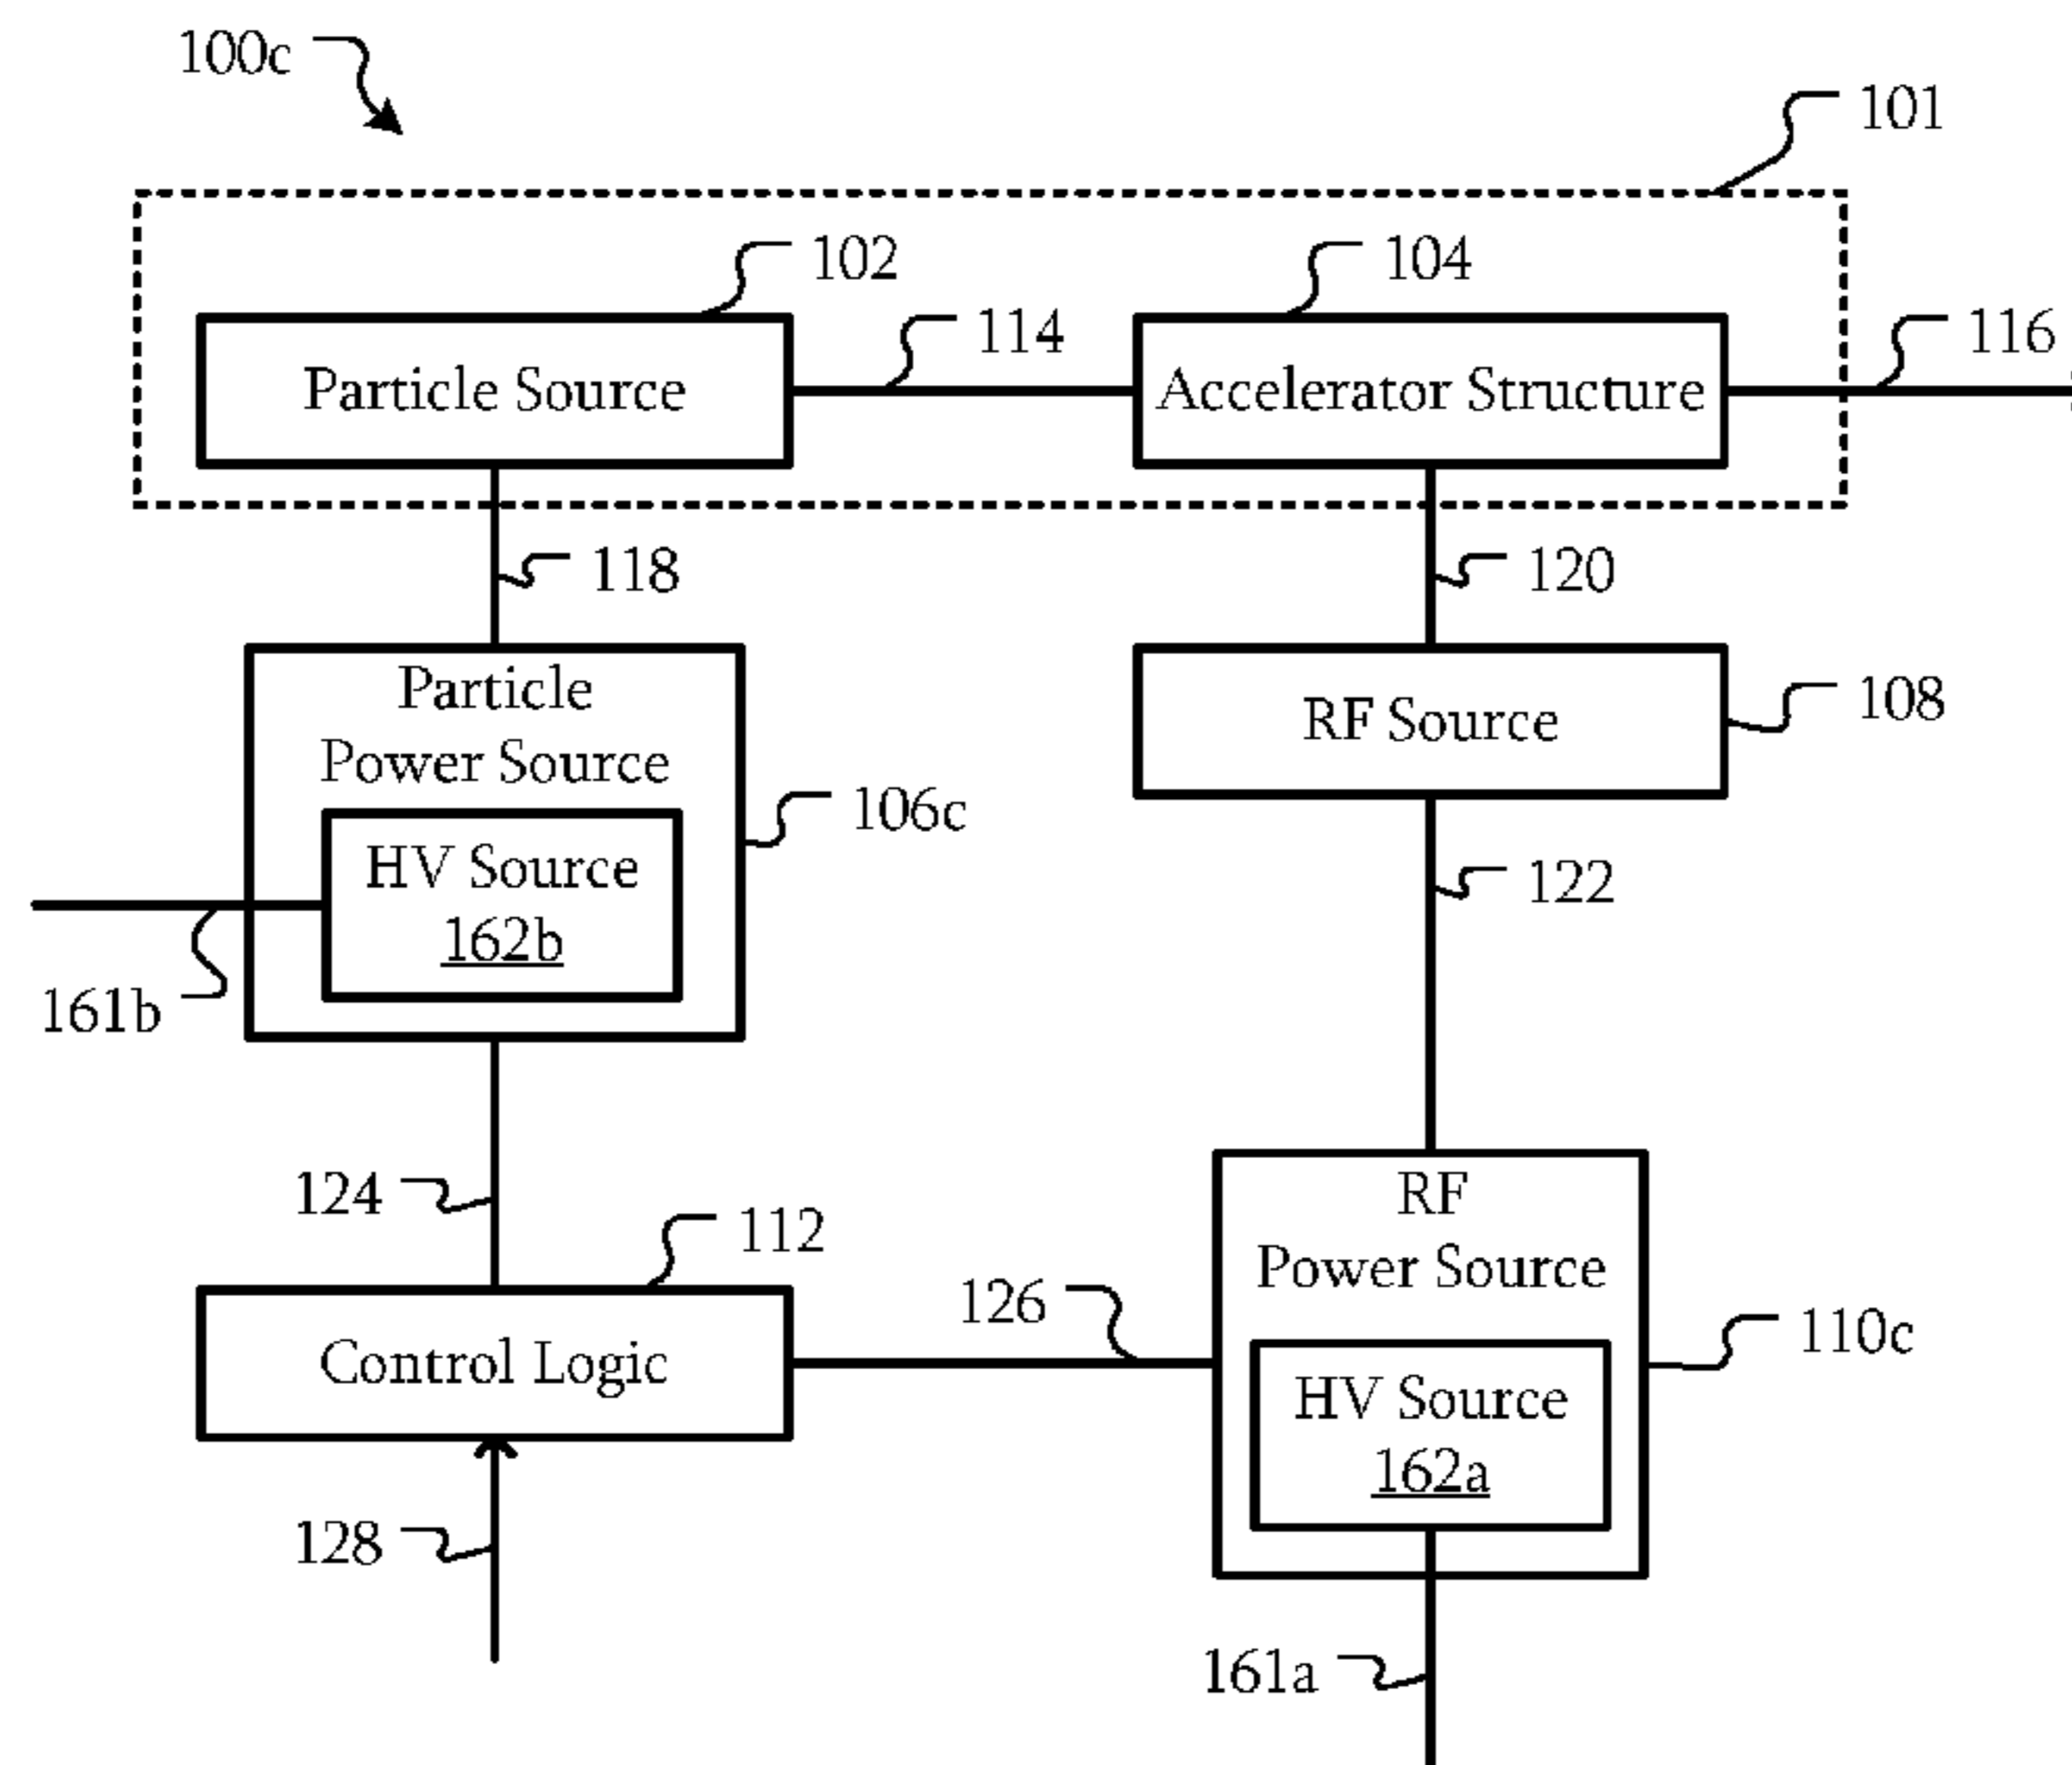 100c
101
102
104
114
116
Particle Source
Accelerator Structure
118
120
Particle
Power Source
RF Source
108
106c
HV Source
162b
122
161b
124
112
RF
Power Source
126
110c
Control Logic
HV Source
162a
128
161a